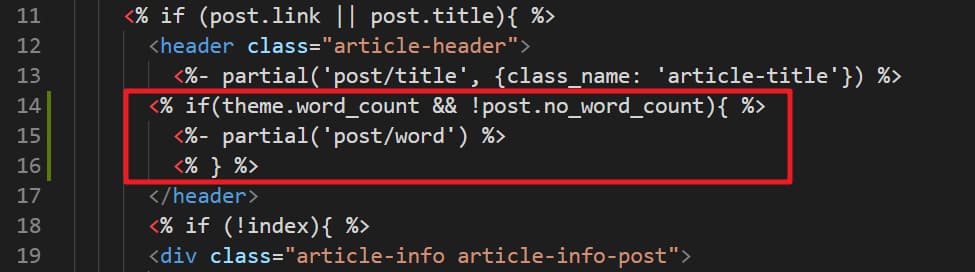 11 <% if (post.link || post.title){ %>
12 <header class="article-header">
13 <%- partial('post/title', {class_name: 'article-title'}) %>
14 <% if(theme.word_count && !post.no_word_count){ %>
15 <%- partial('post/word') %>
16 <% } %>
17 </header>
18 <% if (!index){ %>
19 <div class="article-info article-info-post">